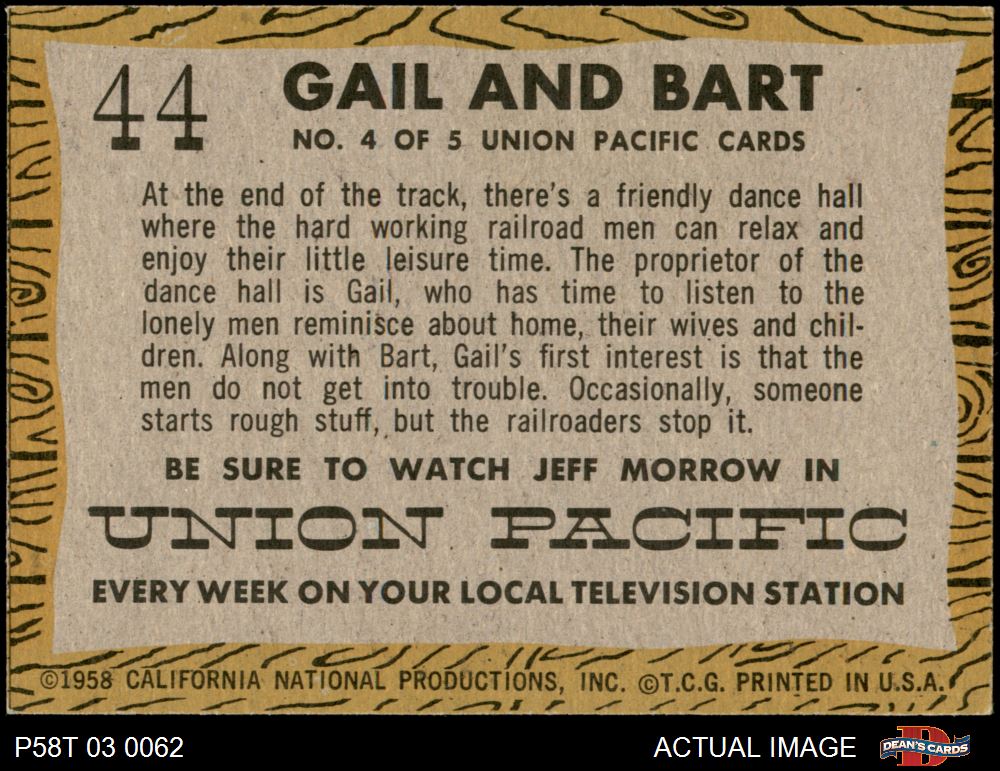 44
GAIL AND BART
NO. 4 OF 5 UNION PACIFIC CARDS
At the end of the track, there's a friendly dance hall
where the hard working railroad men can relax and
enjoy their little leisure time. The proprietor of the
dance hall is Gail, who has time to listen to the
lonely men reminisce about home, their wives and chil-
dren. Along with Bart, Gail's first interest is that the
men do not get into trouble. Occasionally, someone
starts rough stuff, but the railroaders stop it.
BE SURE TO WATCH JEFF MORROW IN
UNION PACIFIC
EVERY WEEK ON YOUR LOCAL TELEVISION STATION
©1958 CALIFORNIA NATIONAL PRODUCTIONS, INC. ©T.C.G. PRINTED IN U.S.A.
P58T 03 0062
ACTUAL IMAGE
DEAN'S CARDS